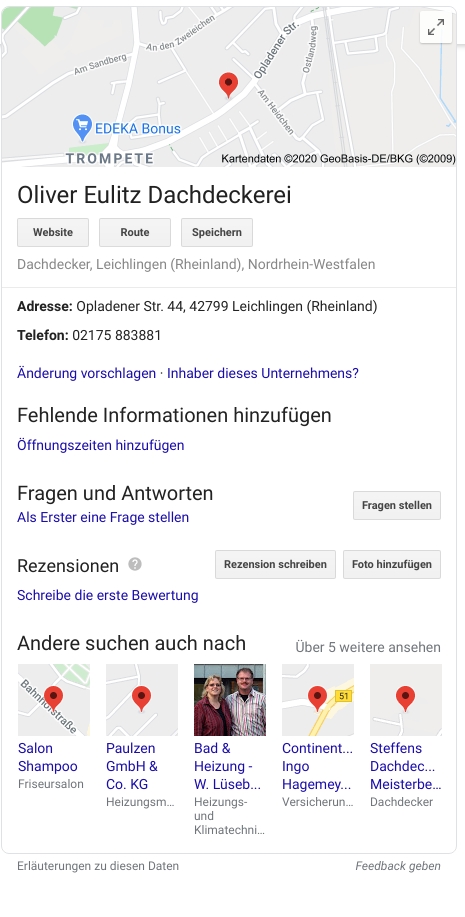 An den Zweieichen
Opladener Str.
Ostlandweg
Am Sandberg
Am Heidchen
EDEKA Bonus
TROMPETE
Kartendaten ©2020 GeoBasis-DE/BKG (©2009)
Oliver Eulitz Dachdeckerei
Website Route Speichern
Dachdecker, Leichlingen (Rheinland), Nordrhein-Westfalen
Adresse: Opladener Str. 44, 42799 Leichlingen (Rheinland)
Telefon: 02175 883881
Änderung vorschlagen · Inhaber dieses Unternehmens?
Fehlende Informationen hinzufügen
Öffnungszeiten hinzufügen
Fragen und Antworten
Fragen stellen
Als Erster eine Frage stellen
Rezensionen ? Rezension schreiben Foto hinzufügen
Schreibe die erste Bewertung
Andere suchen auch nach Über 5 weitere ansehen
Bahnhofstraße
51
Salon
Shampoo
Friseursalon
Paulzen
GmbH &
Co. KG
Heizungsm...
Bad &
Heizung -
W. Lüseb...
Heizungs-
und
Klimatechni...
Continent...
Ingo
Hagemey...
Versicherun...
Steffens
Dachdec...
Meisterbe...
Dachdecker
Erläuterungen zu diesen Daten Feedback geben